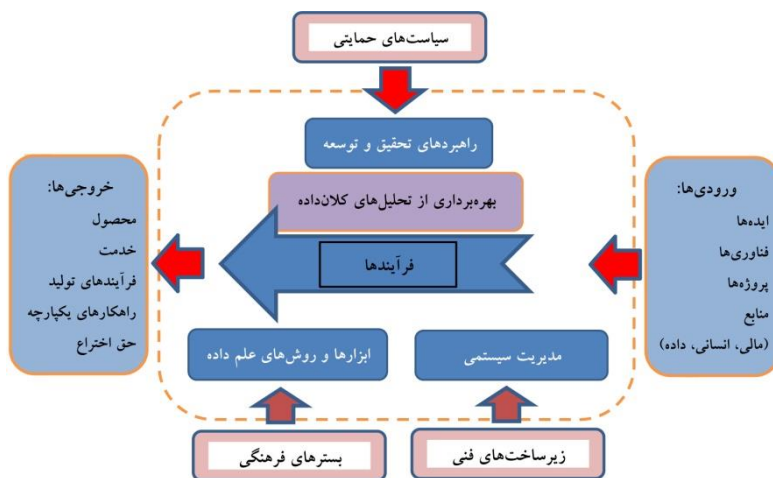 سیاست‌های حمایتی
راهبردهای تحقیق و توسعه
بهره‌برداری از تحلیل‌های کلان‌داده
فرآیندها
ورودی‌ها:
ایده‌ها
فناوری‌ها
پروژه‌ها
منابع
(مالی، انسانی، داده)
خروجی‌ها:
محصول
خدمت
فرآیندهای تولید
راهکارهای یکپارچه
حق اختراع
مدیریت سیستمی
ابزارها و روش‌های علم داده
زیرساخت‌های فنی
بسترهای فرهنگی